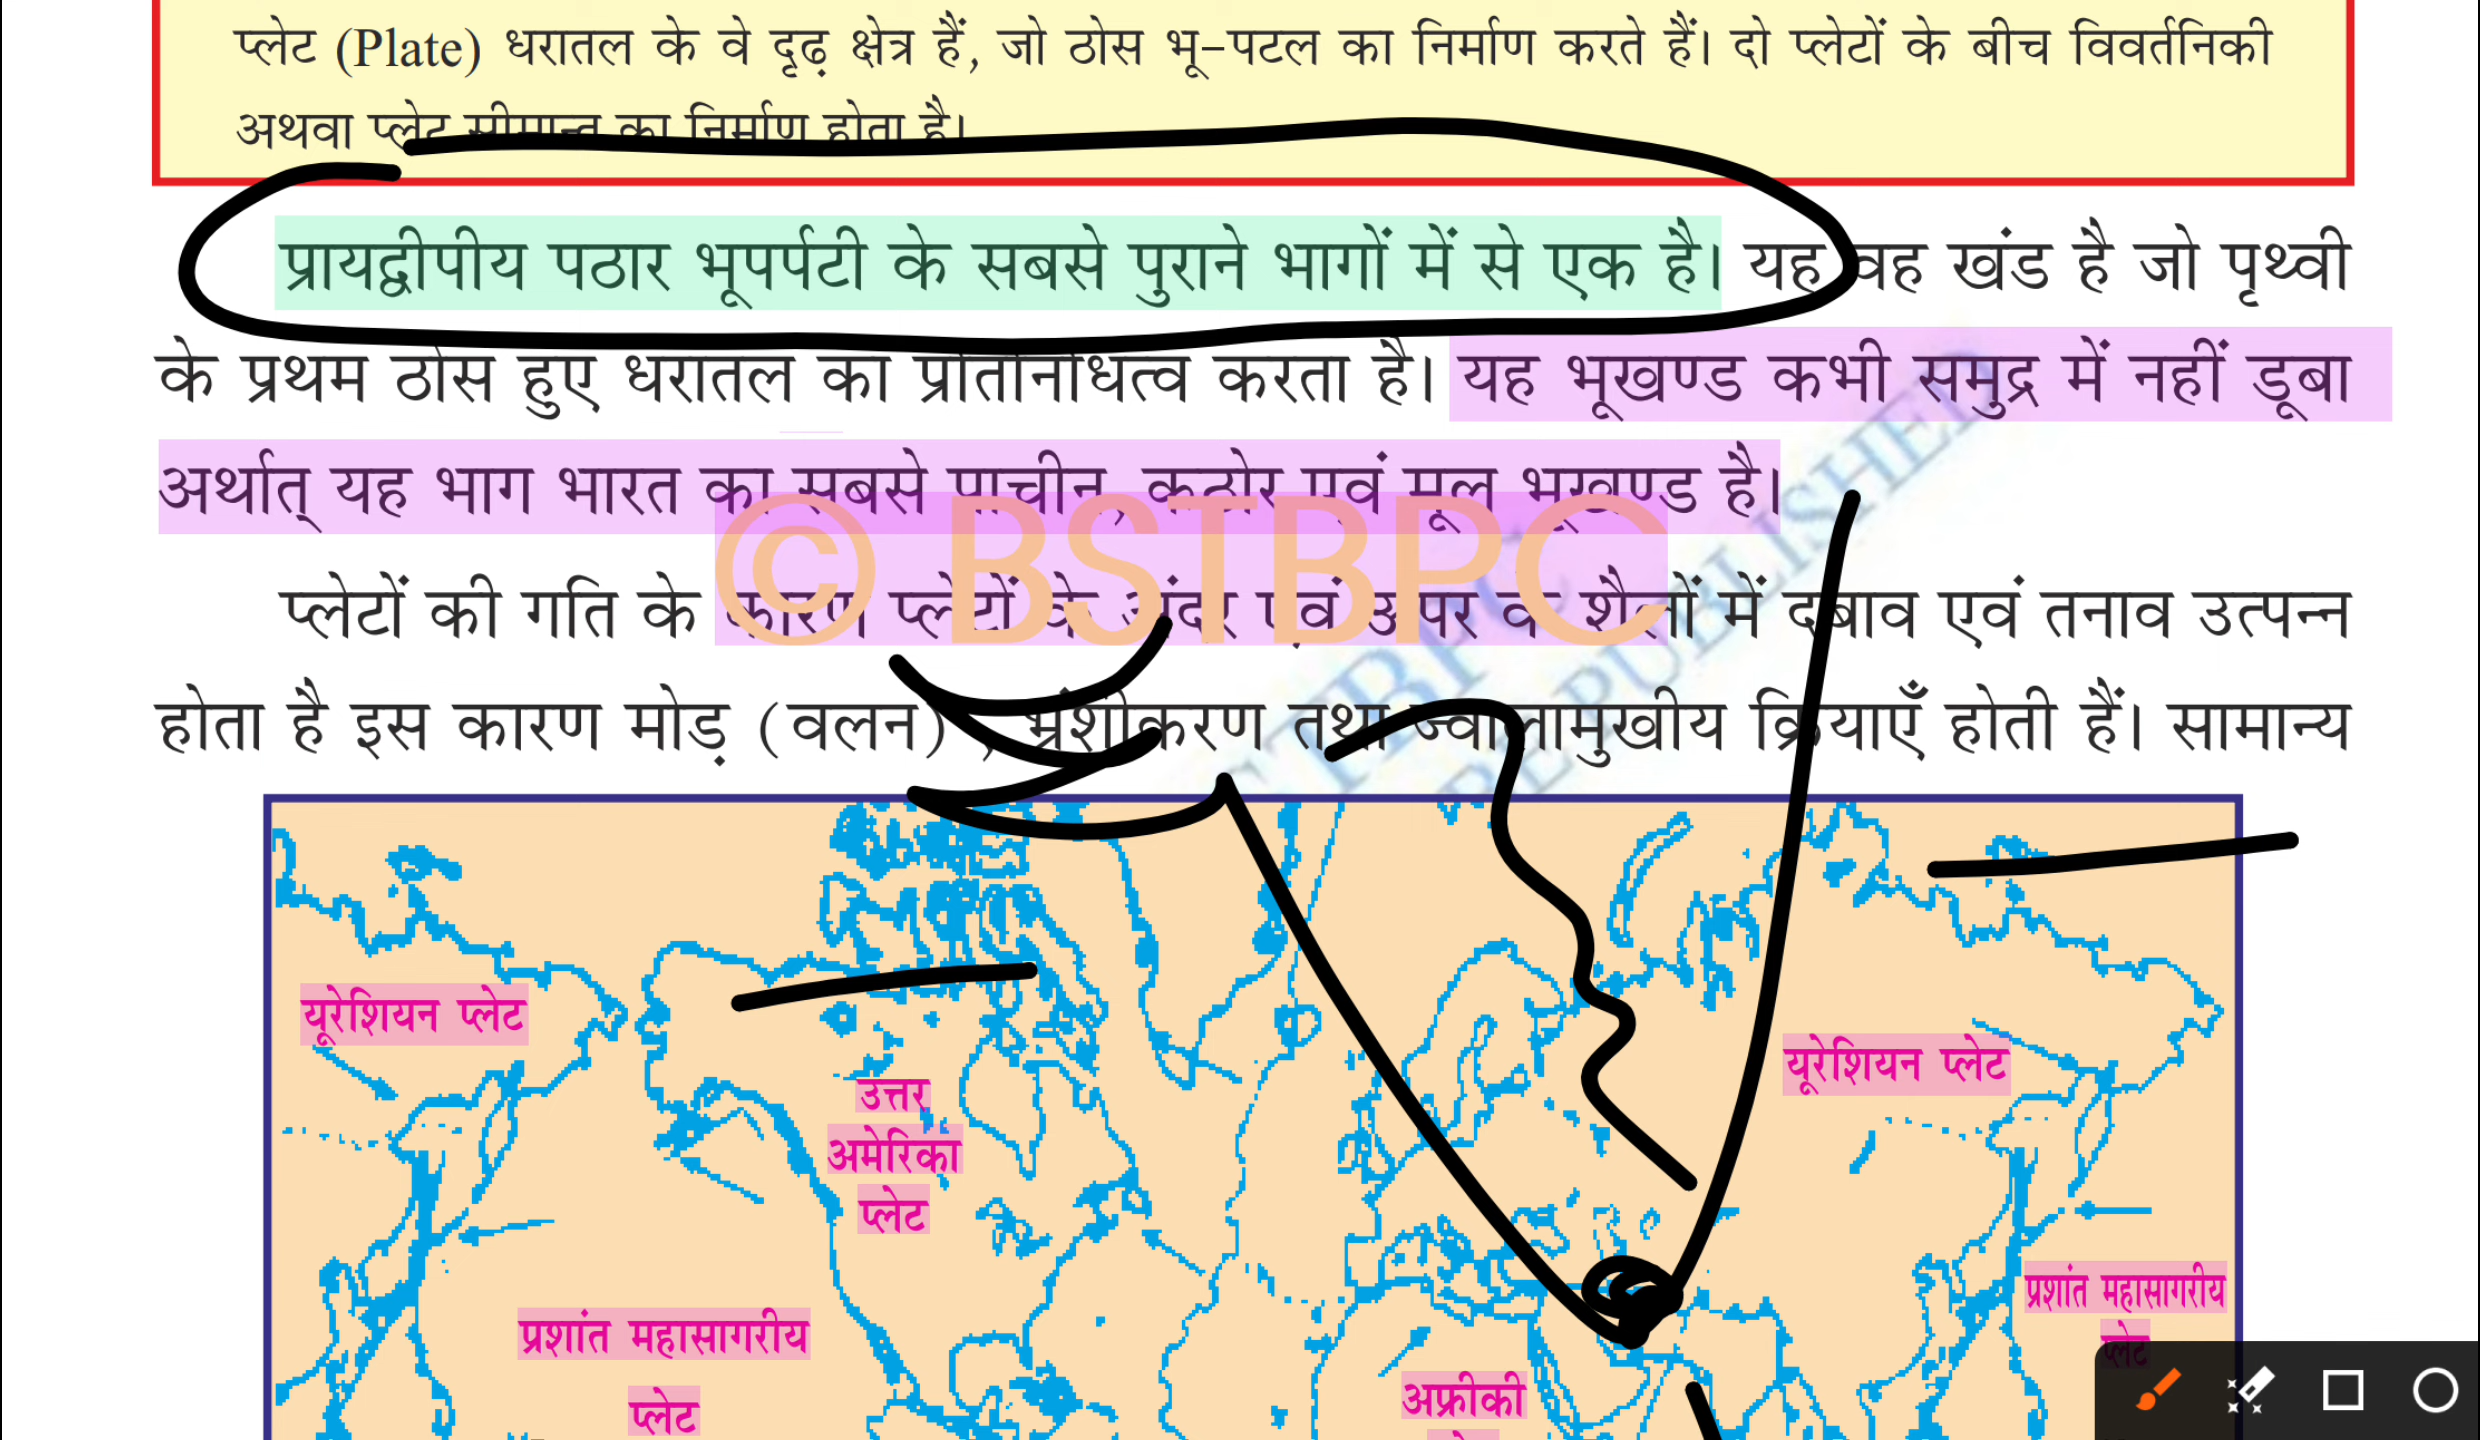 प्लेट (Plate) धरातल के वे दृढ़ क्षेत्र हैं, जो ठोस भू-पटल का निर्माण करते हैं। दो प्लेटों के बीच विवर्तनिकी
अथवा प्लेट सीमान्त का निर्माण होता है।
प्रायद्वीपीय पठार भूपर्पटी के सबसे पुराने भागों में से एक है। यह वह खंड है जो पृथ्वी
के प्रथम ठोस हुए धरातल का प्रतिनिधित्व करता है। यह भूखण्ड कभी समुद्र में नहीं डूबा
अर्थात् यह भाग भारत का सबसे प्राचीन, कठोर एवं मूल भूखण्ड है।
© BSTBPC
प्लेटों की गति के कारण प्लेटों के अंदर एवं ऊपर के शैलों में दबाव एवं तनाव उत्पन्न
होता है इस कारण मोड़ (वलन), भ्रंशीकरण तथा ज्वालामुखीय क्रियाएँ होती हैं। सामान्य
यूरेशियन प्लेट
उत्तर
अमेरिका
प्लेट
यूरेशियन प्लेट
प्रशांत महासागरीय
प्लेट
प्रशांत महासागरीय
प्लेट
अफ्रीकी